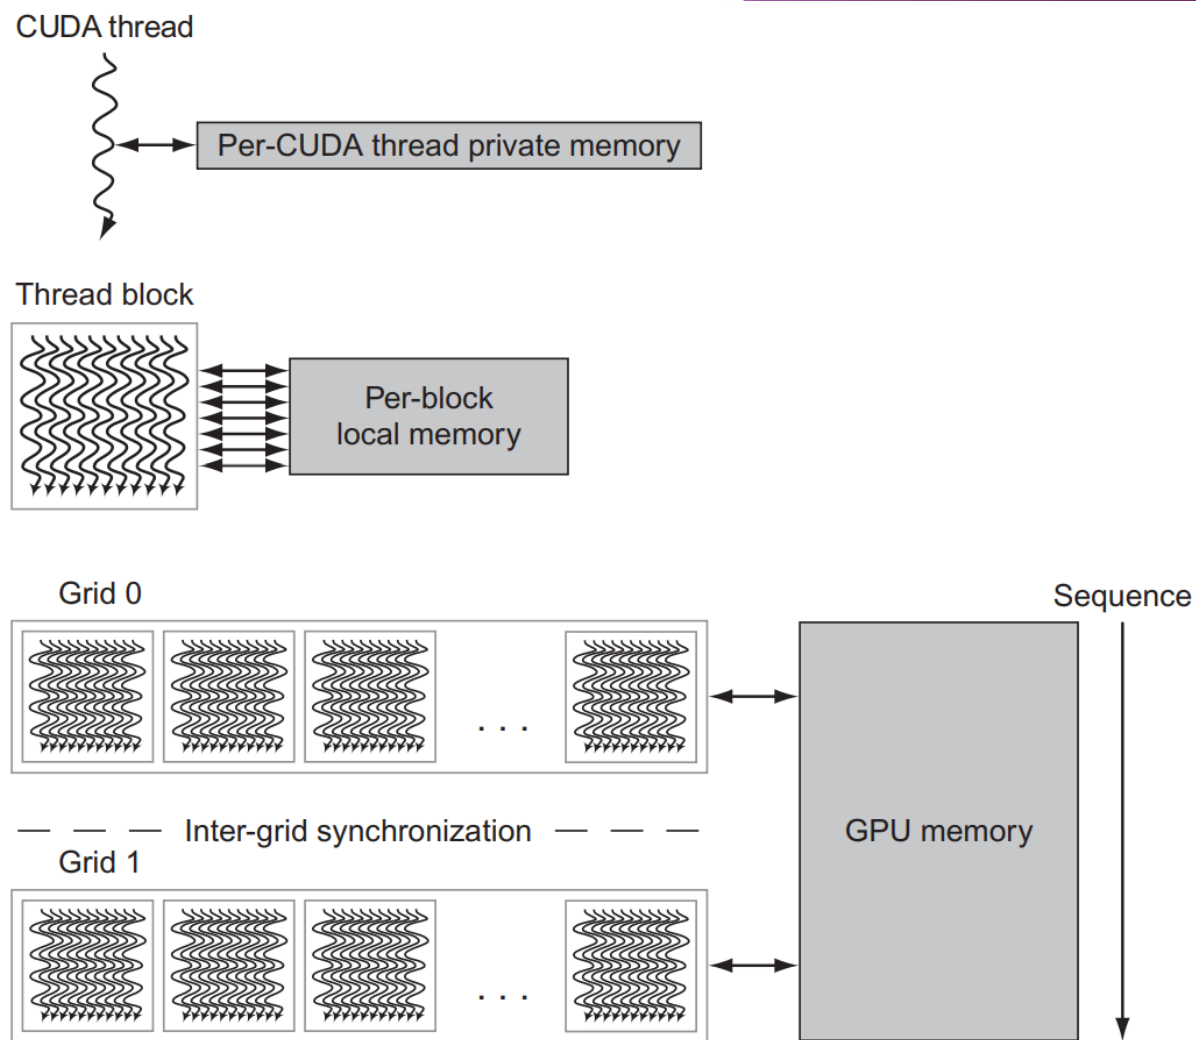 CUDA thread
Per-CUDA thread private memory
Thread block
Per-block
local memory
Grid 0
Sequence
. . .
Inter-grid synchronization
GPU memory
Grid 1
. . .